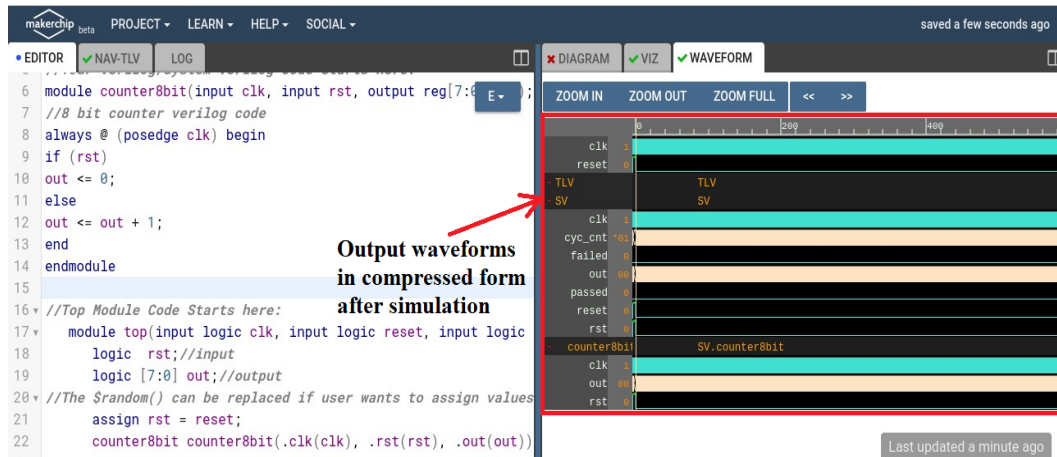 makerchip beta PROJECT LEARN HELP SOCIAL saved a few seconds ago
EDITOR NAV-TLV LOG
6 module counter8bit(input clk, input rst, output reg[7:0
E
7 //8 bit counter verilog code
8 always @ (posedge clk) begin
9 if (rst)
10 out <= 0;
11 else
12 out <= out + 1;
13 end
14 endmodule
15
16 //Top Module Code Starts here:
17 module top(input logic clk, input logic reset, input logic
18 logic rst;//input
19 logic [7:0] out;//output
20 //The $random() can be replaced if user wants to assign values
21 assign rst = reset;
22 counter8bit counter8bit(.clk(clk), .rst(rst), .out(out))
Output waveforms
in compressed form
after simulation
DIAGRAM VIZ WAVEFORM
ZOOM IN ZOOM OUT ZOOM FULL << >>
0 200 400
clk 1
reset 0
- TLV TLV
- SV SV
clk 1
cyc_cnt *01
failed 0
out 00
passed 0
reset 0
rst 0
- counter8bit SV.counter8bit
clk 1
out 00
rst 0
Last updated a minute ago